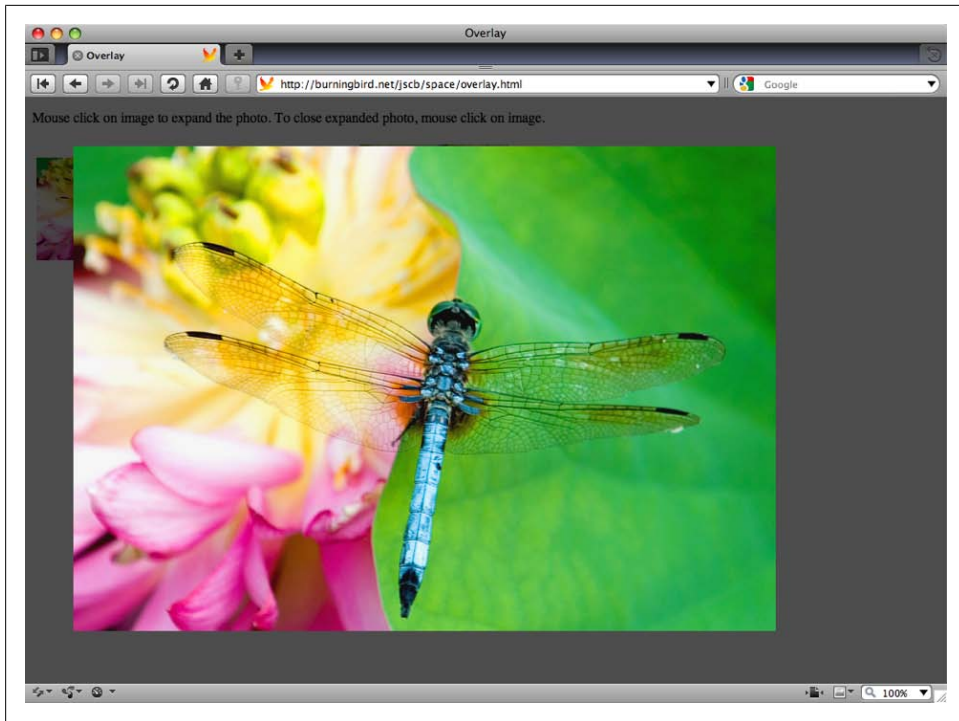 Overlay
Overlay
http://burningbird.net/jscb/space/overlay.html
Google
Mouse click on image to expand the photo. To close expanded photo, mouse click on image.
100%